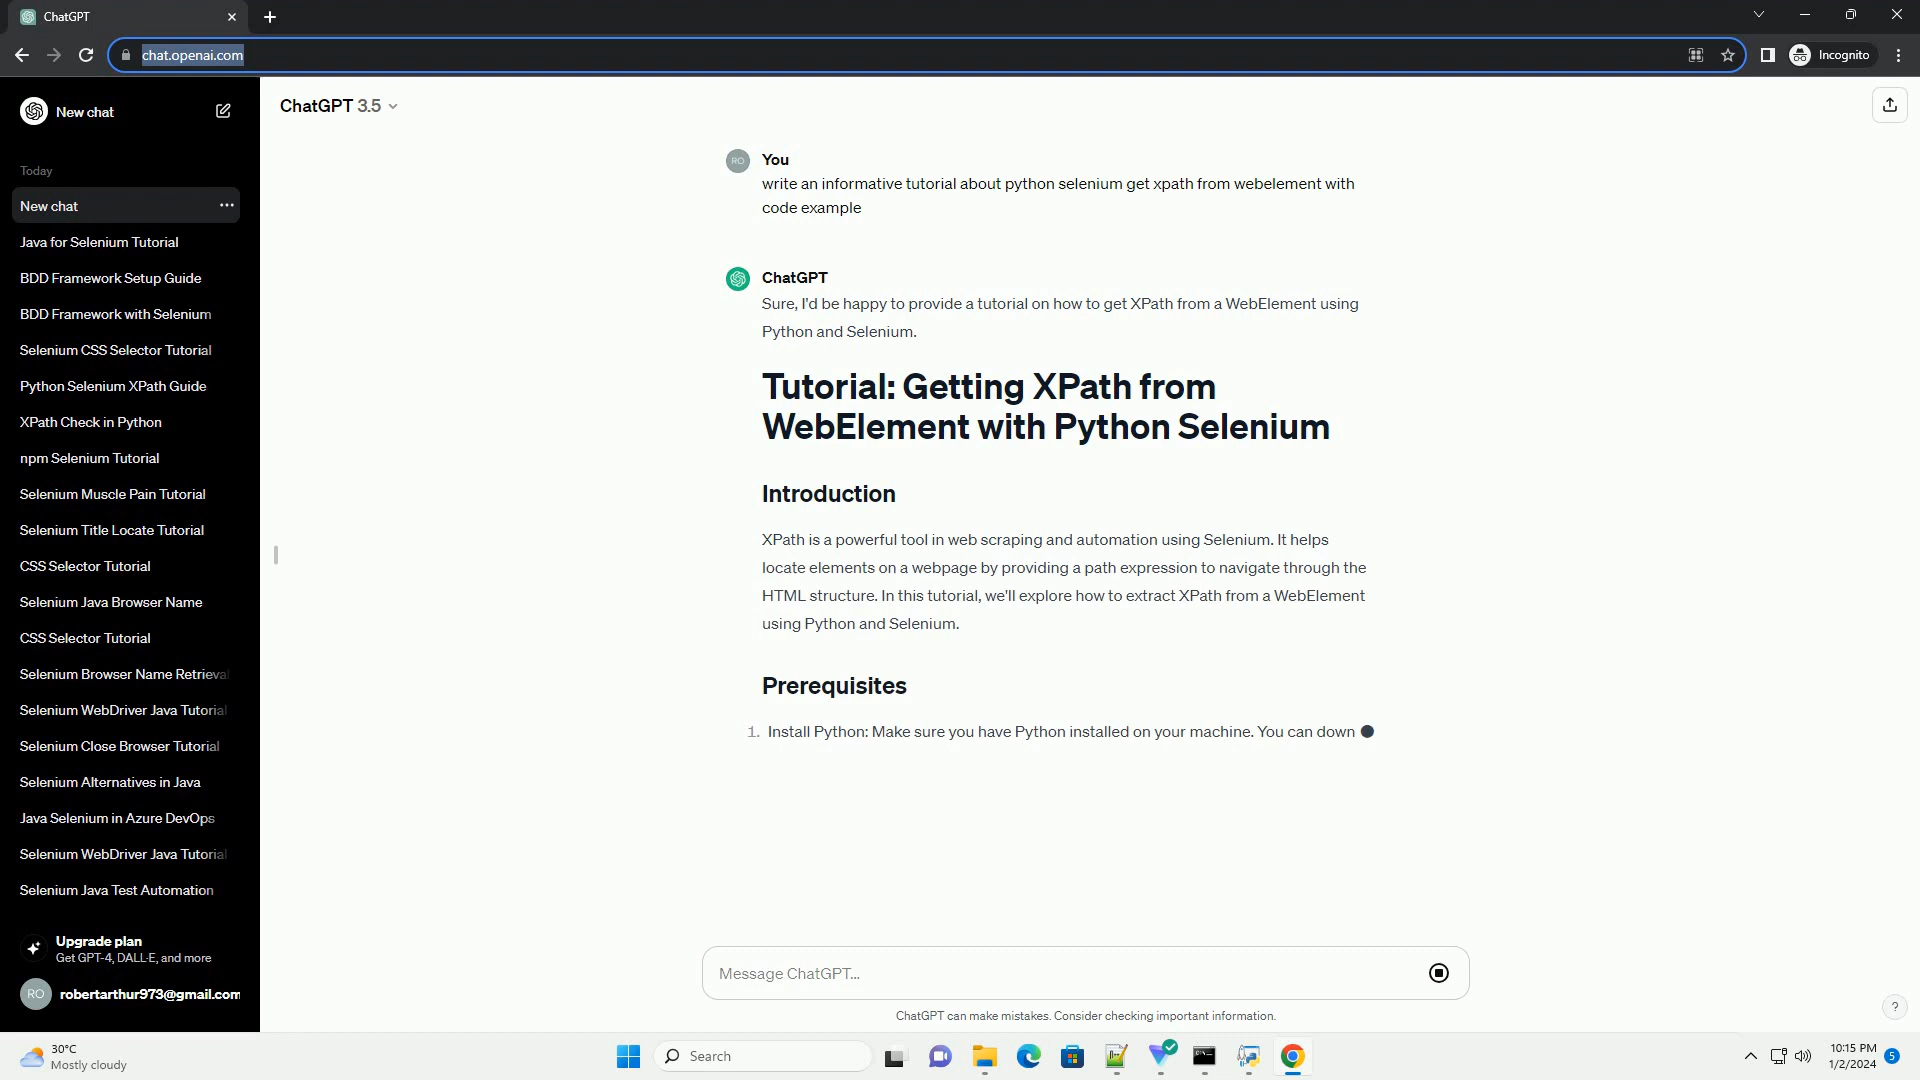 ChatGPT
chat.openai.com
Incognito
New chat
Today
New chat
Java for Selenium Tutorial
BDD Framework Setup Guide
BDD Framework with Selenium
Selenium CSS Selector Tutorial
Python Selenium XPath Guide
XPath Check in Python
npm Selenium Tutorial
Selenium Muscle Pain Tutorial
Selenium Title Locate Tutorial
CSS Selector Tutorial
Selenium Java Browser Name
CSS Selector Tutorial
Selenium Browser Name Retrieval
Selenium WebDriver Java Tutorial
Selenium Close Browser Tutorial
Selenium Alternatives in Java
Java Selenium in Azure DevOps
Selenium WebDriver Java Tutorial
Selenium Java Test Automation
Upgrade plan
Get GPT-4, DALL·E, and more
RO
robertarthur973@gmail.com
ChatGPT 3.5
RO
You
write an informative tutorial about python selenium get xpath from webelement with
code example
ChatGPT
Sure, I'd be happy to provide a tutorial on how to get XPath from a WebElement using
Python and Selenium.
Tutorial: Getting XPath from
WebElement with Python Selenium
Introduction
XPath is a powerful tool in web scraping and automation using Selenium. It helps
locate elements on a webpage by providing a path expression to navigate through the
HTML structure. In this tutorial, we'll explore how to extract XPath from a WebElement
using Python and Selenium.
Prerequisites
1. Install Python: Make sure you have Python installed on your machine. You can down
Message ChatGPT...
ChatGPT can make mistakes. Consider checking important information.
?
30°C
Mostly cloudy
Search
10:15 PM
1/2/2024
5